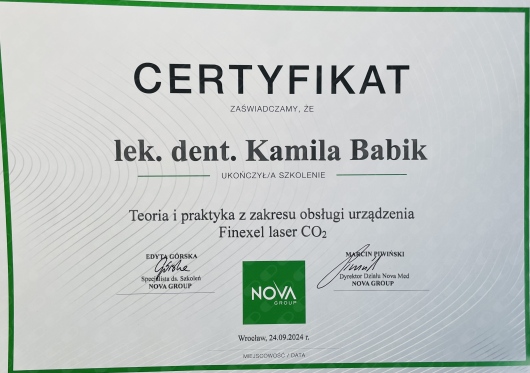 CERTYFIKAT
ZAŚWIADCZAMY, ŻE
lek. dent. Kamila Babik
UKOŃCZYŁ/A SZKOLENIE
Teoria i praktyka z zakresu obsługi urządzenia
Finexel laser CO₂
EDYTA GÓRSKA
Górska
Specjalista ds. Szkoleń
NOVA GROUP
MARCIN PIWIŃSKI
Dyrektor Działu Nova Med
NOVA GROUP
NOVA
GROUP
Wrocław, 24.09.2024 r.
MIEJSCOWOŚĆ / DATA